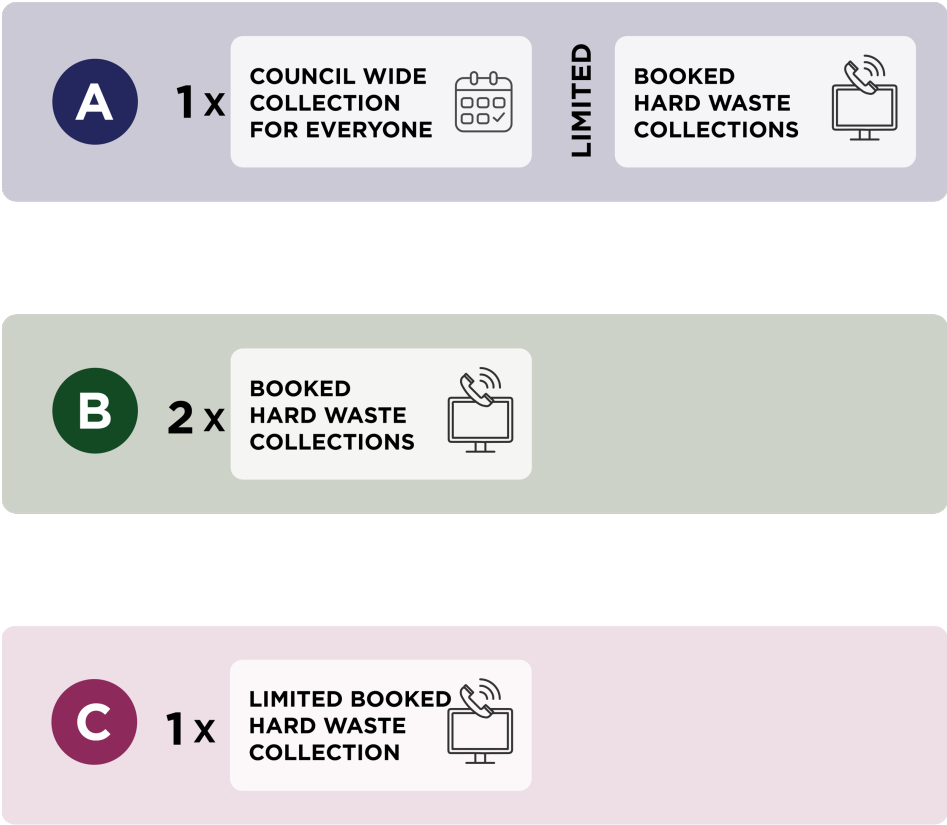 A
1 x
COUNCIL WIDE
COLLECTION
FOR EVERYONE
LIMITED
BOOKED
HARD WASTE
COLLECTIONS
B
2 x
BOOKED
HARD WASTE
COLLECTIONS
C
1 x
LIMITED BOOKED
HARD WASTE
COLLECTION